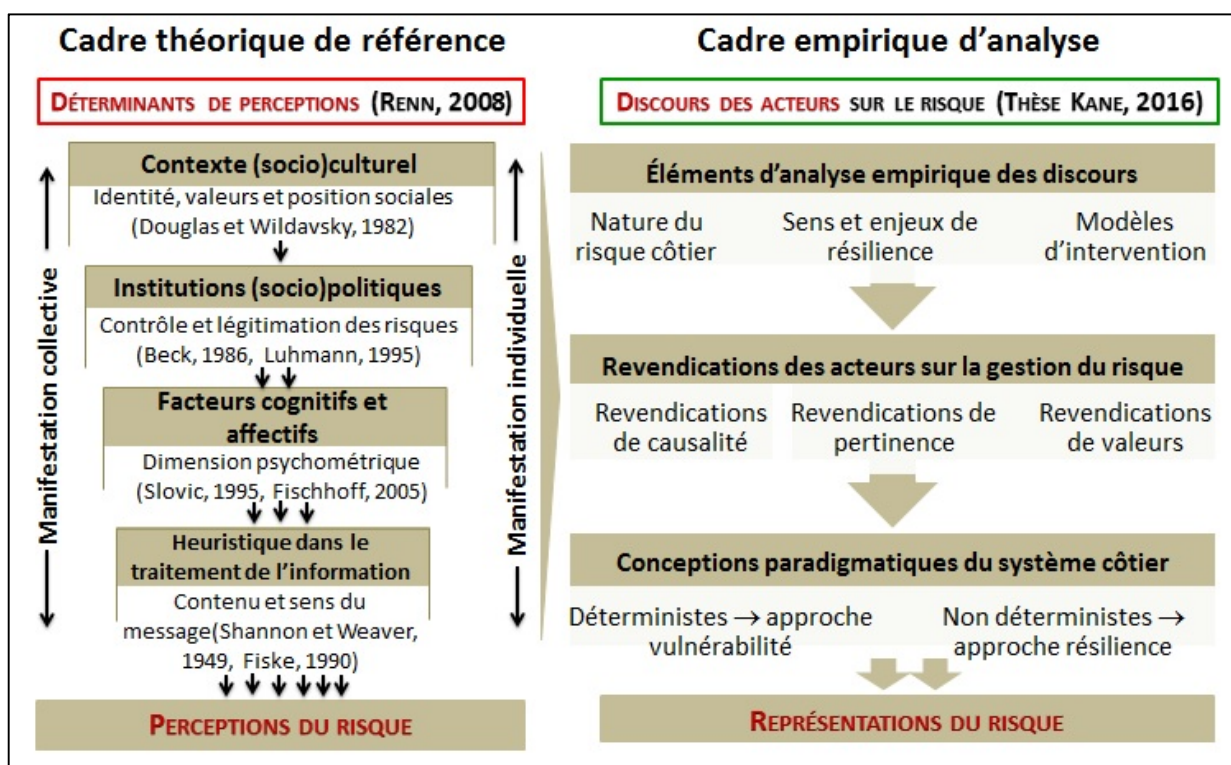 Cadre théorique de référence
DÉTERMINANTS DE PERCEPTIONS (RENN, 2008)
Manifestation collective
Contexte (socio)culturel
Identité, valeurs et position sociales
(Douglas et Wildavsky, 1982)
Institutions (socio)politiques
Contrôle et légitimation des risques
(Beck, 1986, Luhmann, 1995)
Facteurs cognitifs et
affectifs
Dimension psychométrique
(Slovic, 1995, Fischhoff, 2005)
Heuristique dans le
traitement de l'information
Contenu et sens du
message(Shannon et Weaver,
1949, Fiske, 1990)
Manifestation individuelle
PERCEPTIONS DU RISQUE
Cadre empirique d'analyse
DISCOURS DES ACTEURS SUR LE RISQUE (THÈSE KANE, 2016)
Éléments d'analyse empirique des discours
Nature du
risque côtier
Sens et enjeux de
résilience
Modèles
d'intervention
Revendications des acteurs sur la gestion du risque
Revendications
de causalité
Revendications de
pertinence
Revendications
de valeurs
Conceptions paradigmatiques du système côtier
Déterministes → approche
vulnérabilité
Non déterministes →
approche résilience
REPRÉSENTATIONS DU RISQUE